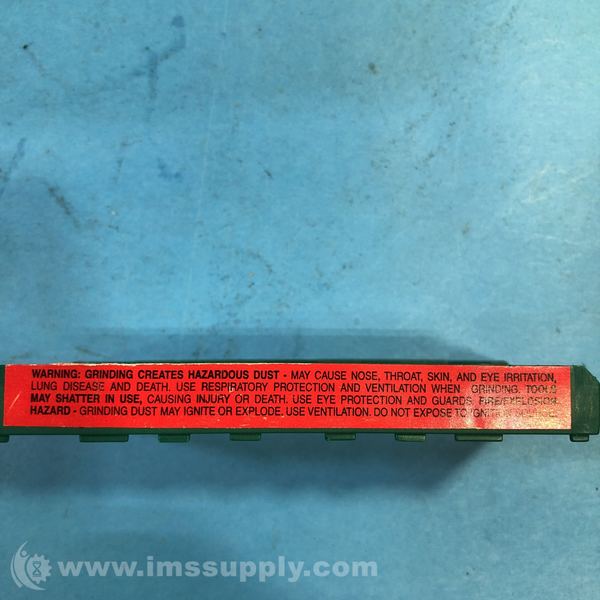 WARNING: GRINDING CREATES HAZARDOUS DUST - MAY CAUSE NOSE, THROAT, SKIN, AND EYE IRRITATION,
LUNG DISEASE AND DEATH. USE RESPIRATORY PROTECTION AND VENTILATION WHEN GRINDING. TOOLS
MAY SHATTER IN USE, CAUSING INJURY OR DEATH. USE EYE PROTECTION AND GUARDS. FIRE/EXPLOSION
HAZARD - GRINDING DUST MAY IGNITE OR EXPLODE. USE VENTILATION. DO NOT EXPOSE TO IGNITION SOURCE.
www.imssupply.com